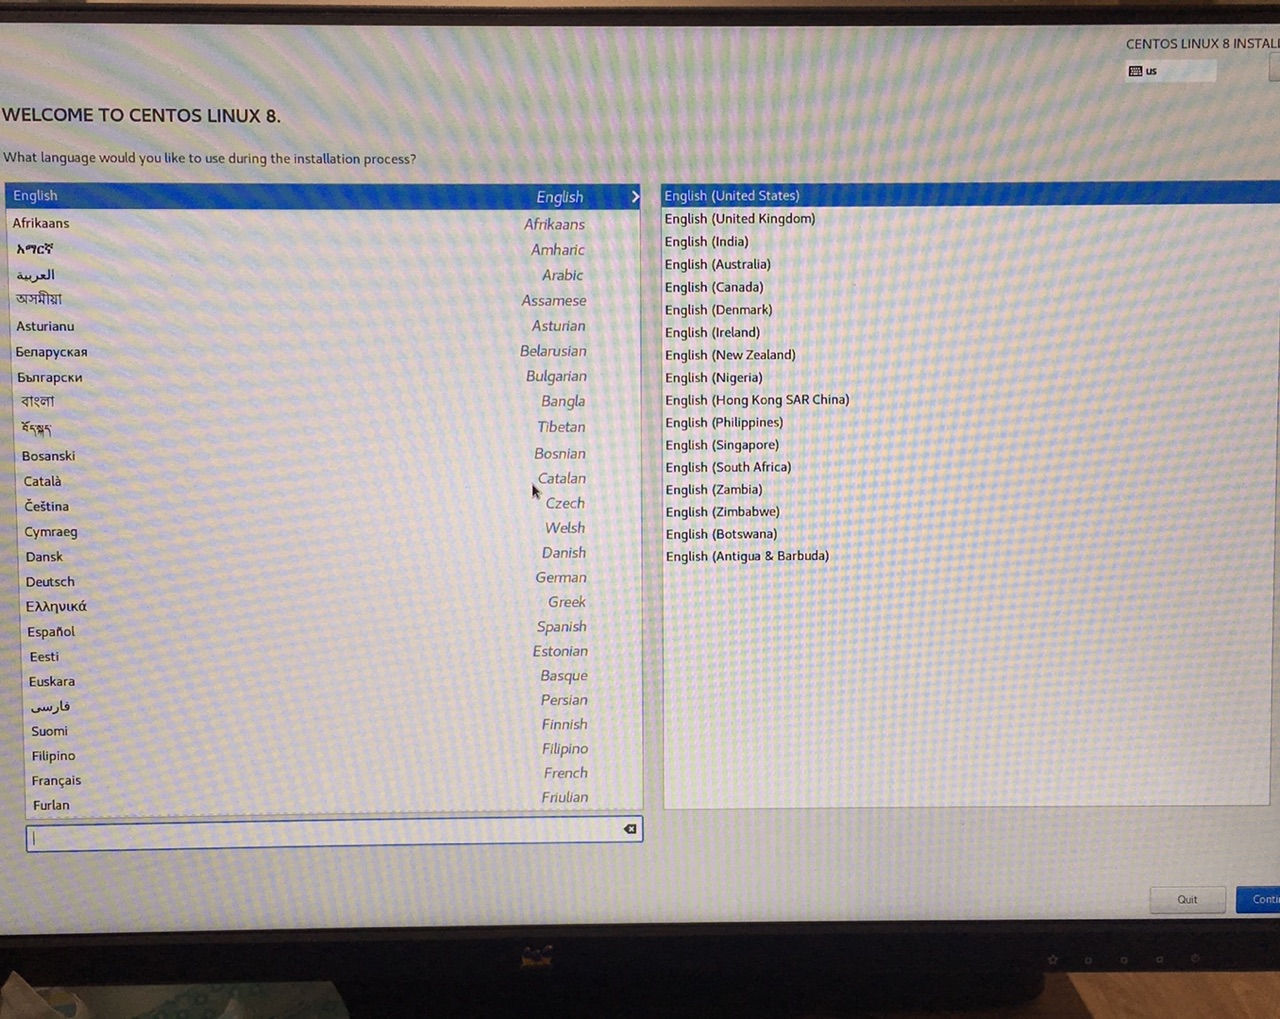 CENTOS LINUX 8 INSTALL
us
WELCOME TO CENTOS LINUX 8.
What language would you like to use during the installation process?
English English
Afrikaans Afrikaans
አማርኛ Amharic
العربية Arabic
অসমীয়া Assamese
Asturianu Asturian
Беларуская Belarusian
Български Bulgarian
বাংলা Bangla
Tibetan
Bosanski Bosnian
Català Catalan
Čeština Czech
Cymraeg Welsh
Dansk Danish
Deutsch German
Ελληνικά Greek
Español Spanish
Eesti Estonian
Euskara Basque
فارسی Persian
Suomi Finnish
Filipino Filipino
Français French
Furlan Friulian
English (United States)
English (United Kingdom)
English (India)
English (Australia)
English (Canada)
English (Denmark)
English (Ireland)
English (New Zealand)
English (Nigeria)
English (Hong Kong SAR China)
English (Philippines)
English (Singapore)
English (South Africa)
English (Zambia)
English (Zimbabwe)
English (Botswana)
English (Antigua & Barbuda)
Quit
Conti